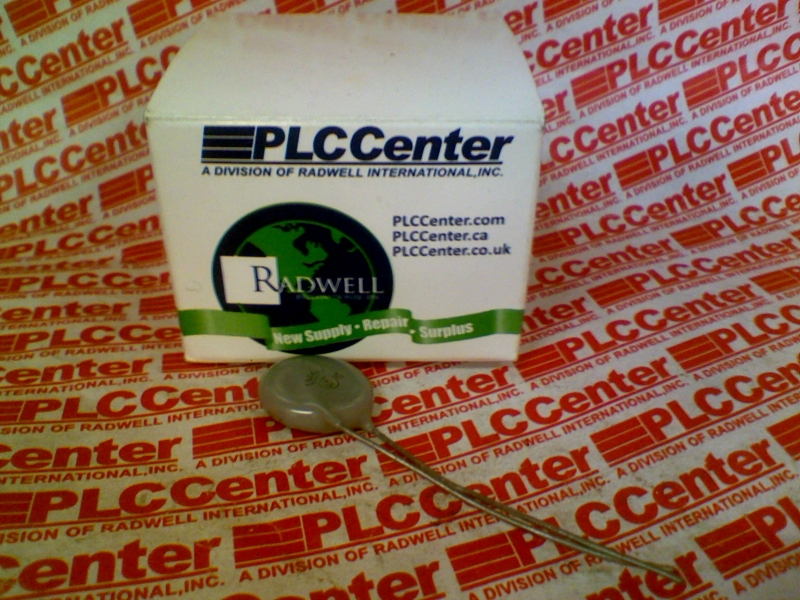 PLCCenter
A DIVISION OF RADWELL INTERNATIONAL, INC.
PLCCenter.com
PLCCenter.ca
PLCCenter.co.uk
RADWELL
New Supply • Repair • Surplus
PLCCenter
A DIVISION OF RADWELL INTERNATIONAL, INC.